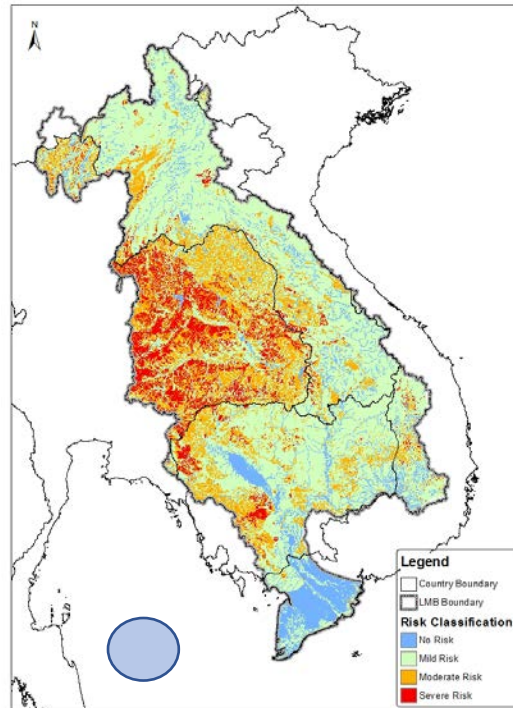 N
Legend
Country Boundary
LMB Boundary
Risk Classification
No Risk
Mild Risk
Moderate Risk
Severe Risk